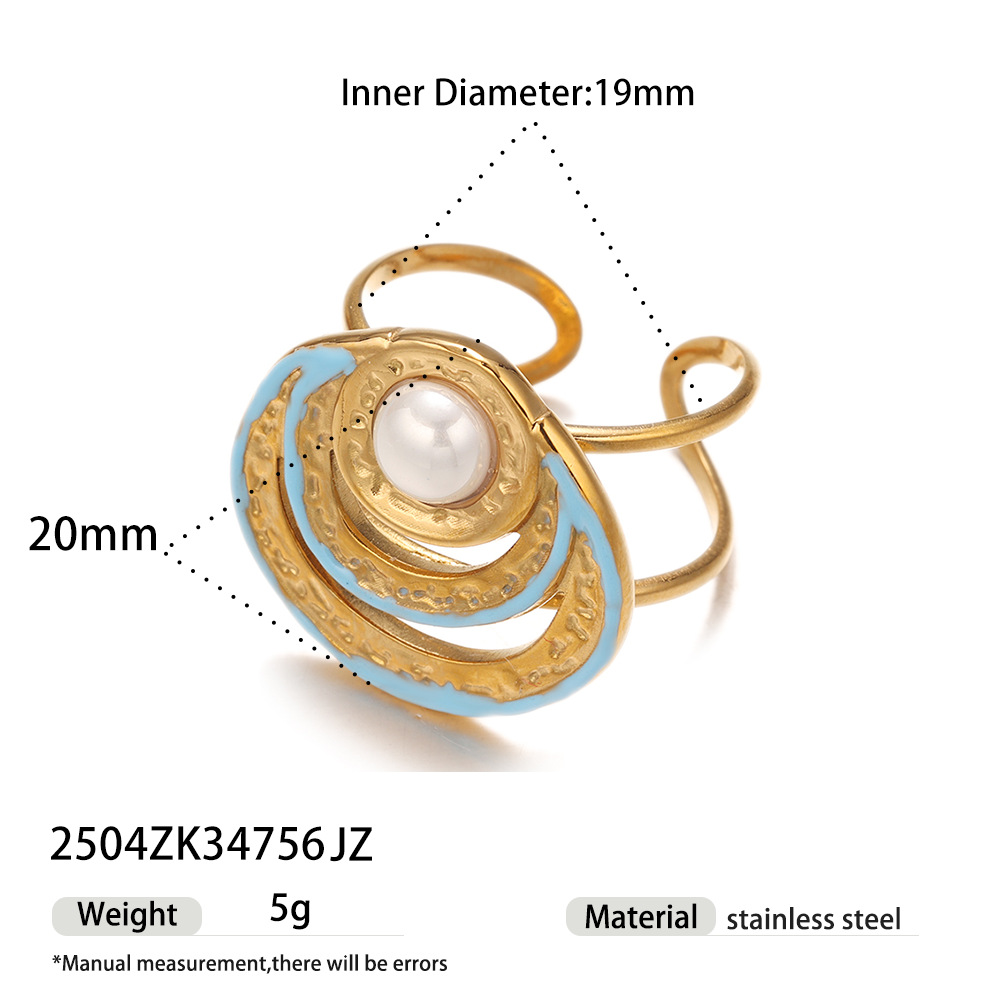 Inner Diameter:19mm
20mm
2504ZK34756JZ
Weight 5g
Material stainless steel
*Manual measurement,there will be errors